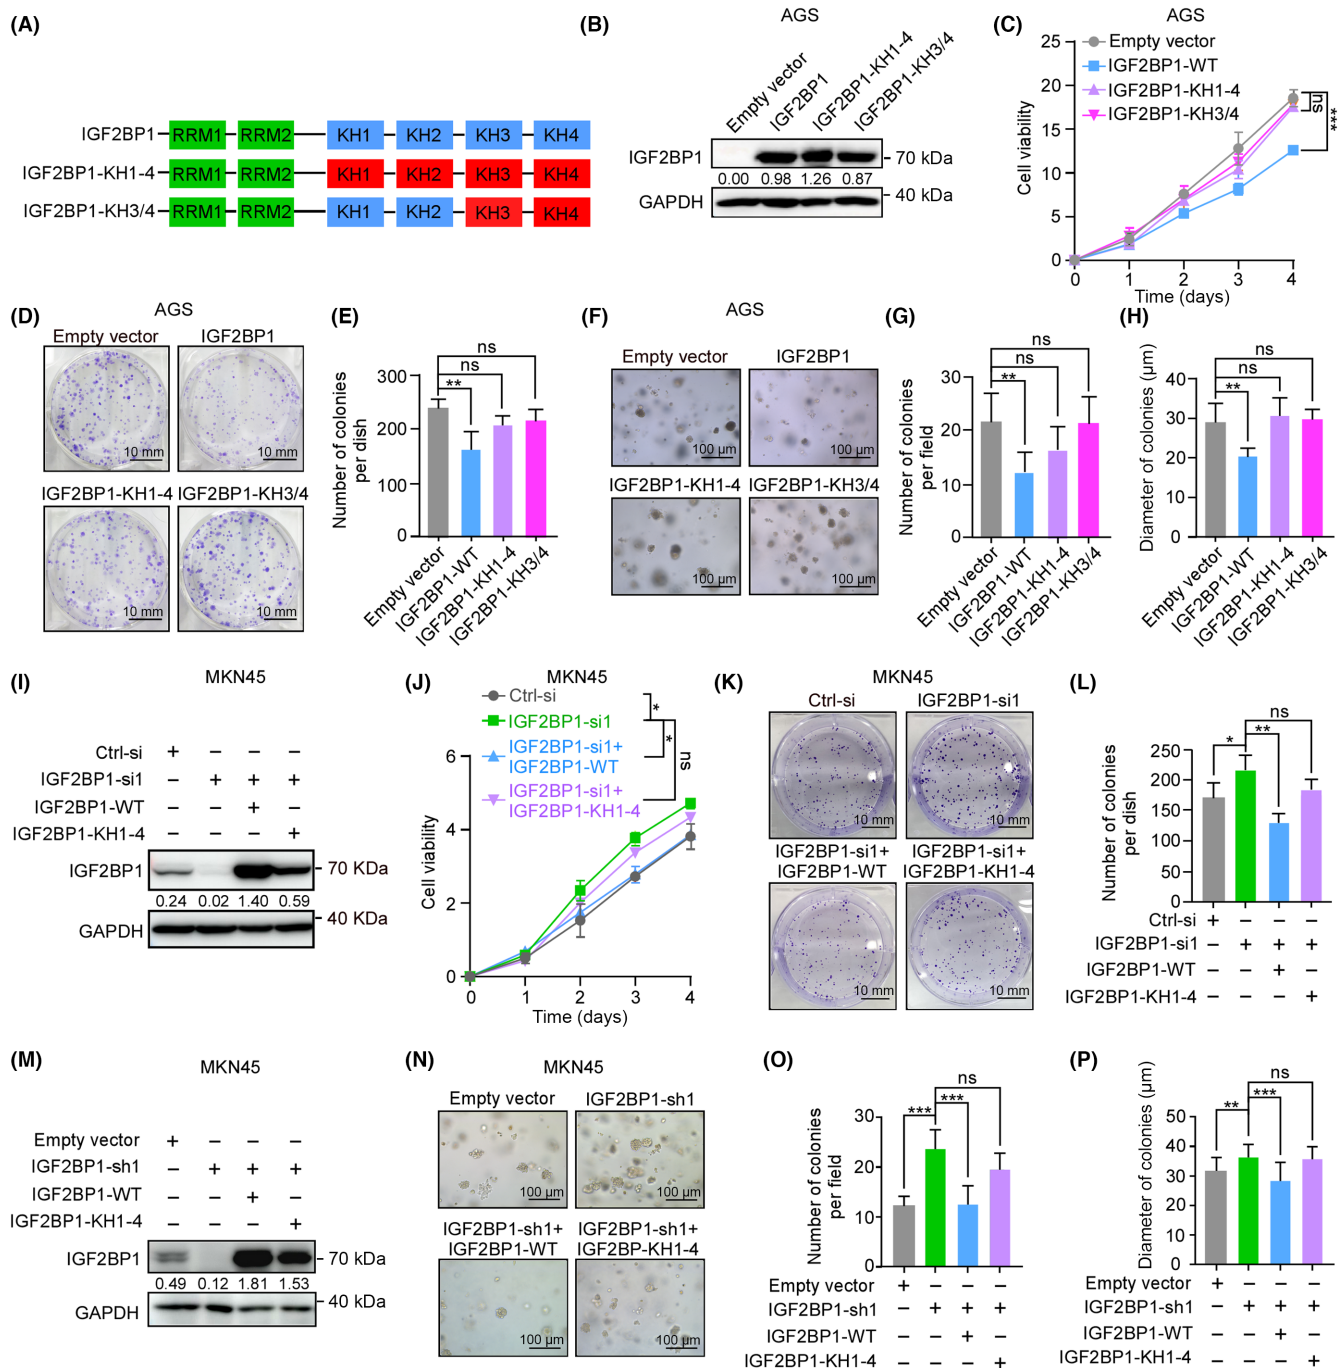 (A)
IGF2BP1 RRM1 RRM2 KH1 KH2 KH3 KH4
IGF2BP1-KH1-4 RRM1 RRM2 KH1 KH2 KH3 KH4
IGF2BP1-KH3/4 RRM1 RRM2 KH1 KH2 KH3 KH4
(B)
AGS
Empty vector
IGF2BP1
IGF2BP1-KH1-4
IGF2BP1-KH3/4
IGF2BP1 - 70 kDa
0.00 0.98 1.26 0.87
GAPDH - 40 kDa
(C)
AGS
Empty vector
IGF2BP1-WT
IGF2BP1-KH1-4
IGF2BP1-KH3/4
ns
***
Cell viability
25
20
15
10
5
0
0 1 2 3 4
Time (days)
(D)
AGS
Empty vector IGF2BP1
10 mm 10 mm
IGF2BP1-KH1-4 IGF2BP1-KH3/4
10 mm 10 mm
(E)
ns
ns
**
Number of colonies
per dish
300
200
100
0
Empty vector
IGF2BP1-WT
IGF2BP1-KH1-4
IGF2BP1-KH3/4
(F)
AGS
Empty vector IGF2BP1
100 µm 100 µm
IGF2BP1-KH1-4 IGF2BP1-KH3/4
100 µm 100 µm
(G)
ns
ns
**
Number of colonies
per field
30
20
10
0
Empty vector
IGF2BP1-WT
IGF2BP1-KH1-4
IGF2BP1-KH3/4
(H)
ns
ns
**
Diameter of colonies (µm)
40
30
20
10
0
Empty vector
IGF2BP1-WT
IGF2BP1-KH1-4
IGF2BP1-KH3/4
(I)
MKN45
Ctrl-si + − − −
IGF2BP1-si1 − + + +
IGF2BP1-WT − − + −
IGF2BP1-KH1-4 − − − +
IGF2BP1 - 70 KDa
0.24 0.02 1.40 0.59
GAPDH - 40 KDa
(J)
MKN45
Ctrl-si
IGF2BP1-si1
IGF2BP1-si1+
IGF2BP1-WT
IGF2BP1-si1+
IGF2BP1-KH1-4
*
*
ns
Cell viability
6
4
2
0
0 1 2 3 4
Time (days)
(K)
MKN45
Ctrl-si IGF2BP1-si1
10 mm 10 mm
IGF2BP1-si1+ IGF2BP1-si1+
IGF2BP1-WT IGF2BP1-KH1-4
10 mm 10 mm
(L)
ns
* **
Number of colonies
per dish
250
200
150
100
50
0
Ctrl-si + − − −
IGF2BP1-si1 − + + +
IGF2BP1-WT − − + −
IGF2BP1-KH1-4 − − − +
(M)
MKN45
Empty vector + − − −
IGF2BP1-sh1 − + + +
IGF2BP1-WT − − + −
IGF2BP1-KH1-4 − − − +
IGF2BP1 - 70 kDa
0.49 0.12 1.81 1.53
GAPDH - 40 kDa
(N)
MKN45
Empty vector IGF2BP1-sh1
100 µm 100 µm
IGF2BP1-sh1+ IGF2BP1-sh1+
IGF2BP1-WT IGF2BP-KH1-4
100 µm 100 µm
(O)
ns
*** ***
Number of colonies
per field
30
20
10
0
Empty vector + − − −
IGF2BP1-sh1 − + + +
IGF2BP1-WT − − + −
IGF2BP1-KH1-4 − − − +
(P)
ns
** ***
Diameter of colonies (µm)
50
40
30
20
10
0
Empty vector + − − −
IGF2BP1-sh1 − + + +
IGF2BP1-WT − − + −
IGF2BP1-KH1-4 − − − +